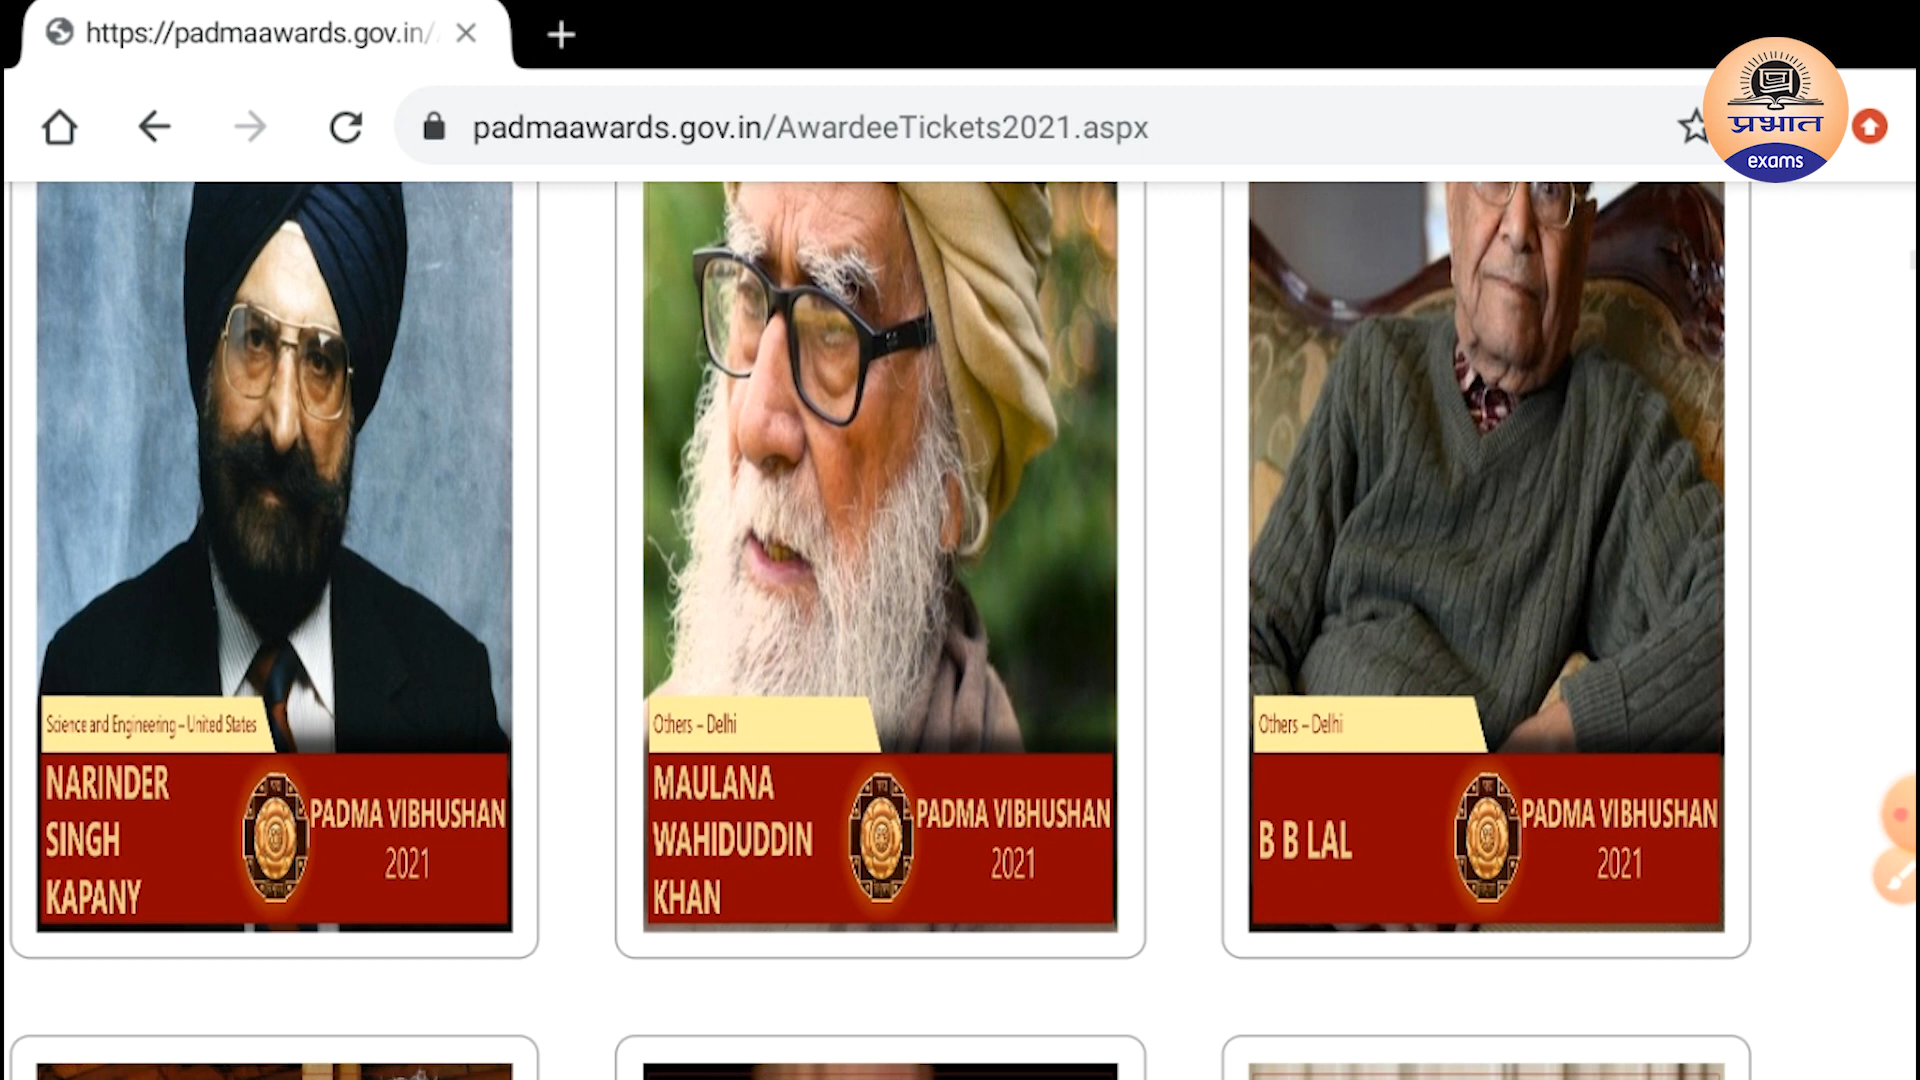 https://padmaawards.gov.in/
padmaawards.gov.in/AwardeeTickets2021.aspx
प्रभात
exams
Science and Engineering – United States
NARINDER
SINGH
KAPANY
PADMA VIBHUSHAN
2021
Others – Delhi
MAULANA
WAHIDUDDIN
KHAN
PADMA VIBHUSHAN
2021
Others – Delhi
B B LAL
PADMA VIBHUSHAN
2021